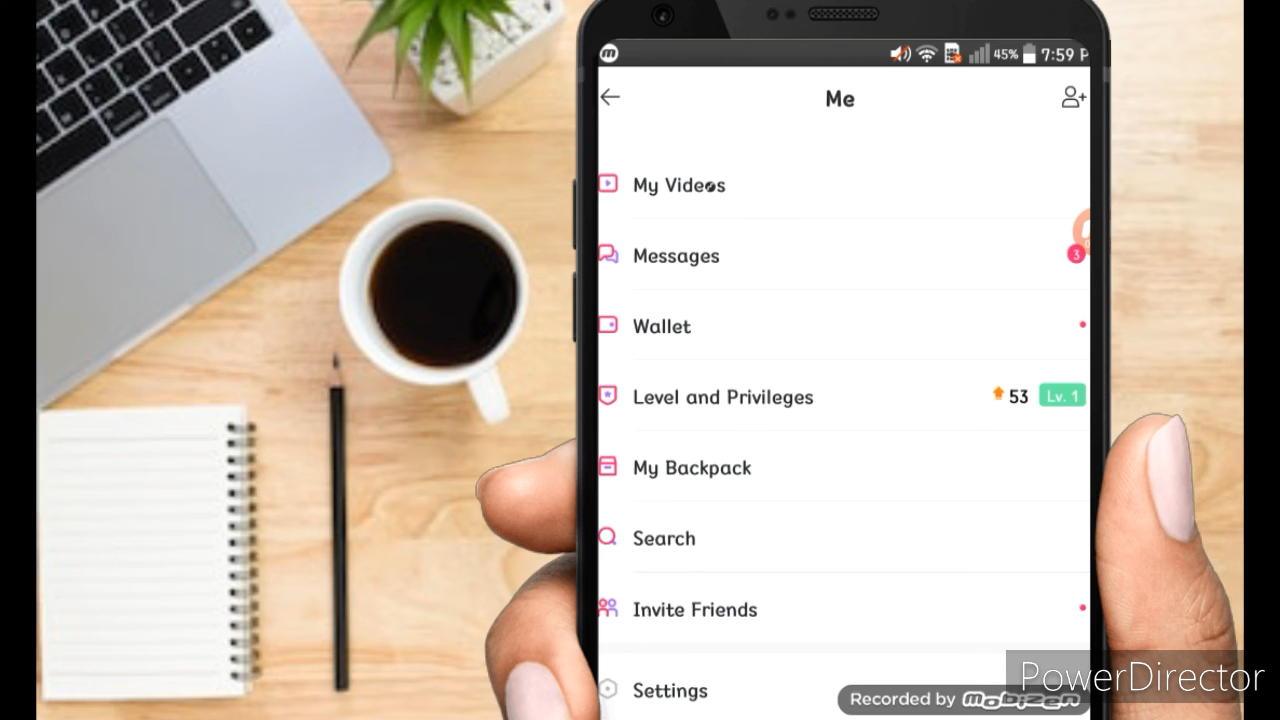 45% 7:59 P
Me
My Videos
Messages
3
Wallet
Level and Privileges 53 Lv. 1
My Backpack
Search
Invite Friends
Settings
PowerDirector
Recorded by mobizen